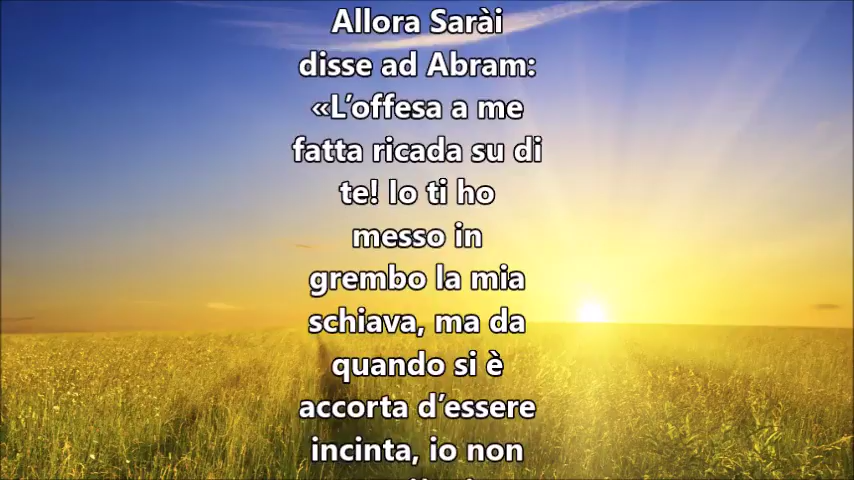 Allora Sarài
disse ad Abram:
«L’offesa a me
fatta ricada su di
te! Io ti ho
messo in
grembo la mia
schiava, ma da
quando si è
accorta d’essere
incinta, io non